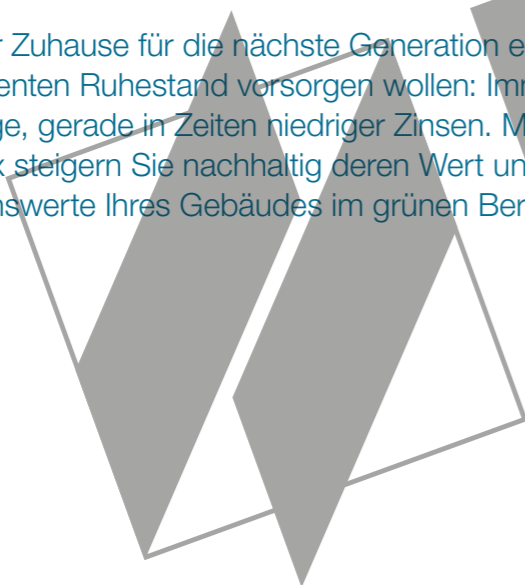 r Zuhause für die nächste Generation e
enten Ruhestand vorsorgen wollen: Imm
ge, gerade in Zeiten niedriger Zinsen. M
x steigern Sie nachhaltig deren Wert un
nswerte Ihres Gebäudes im grünen Ber